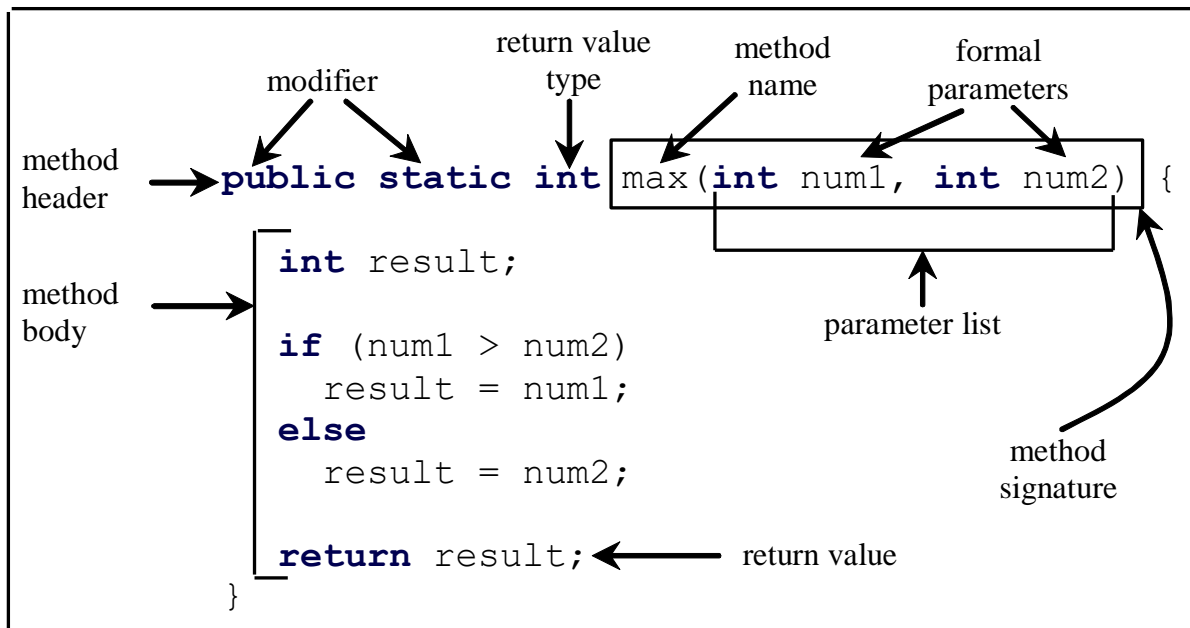 return value
type
method
name
formal
parameters
modifier
method
header
public static int max(int num1, int num2) {
int result;
method
body
parameter list
if (num1 > num2)
result = num1;
else
result = num2;
method
signature
return result;
return value
}